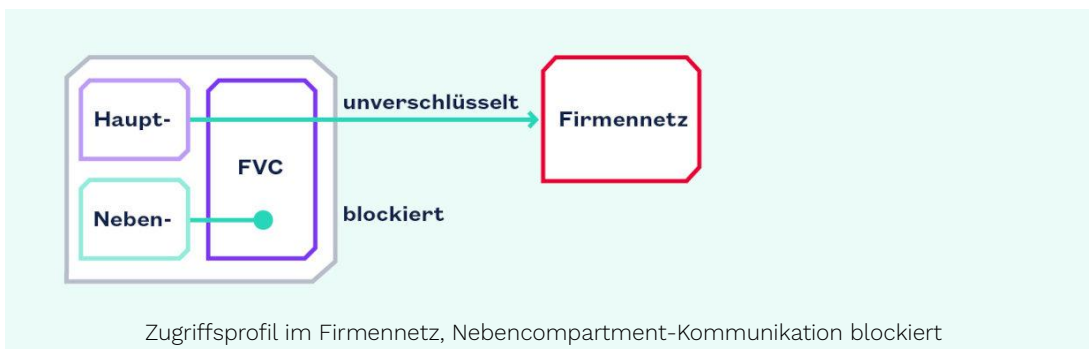 Haupt-
unverschlüsselt
Firmennetz
FVC
Neben-
blockiert
Zugriffsprofil im Firmennetz, Nebencompartment-Kommunikation blockiert